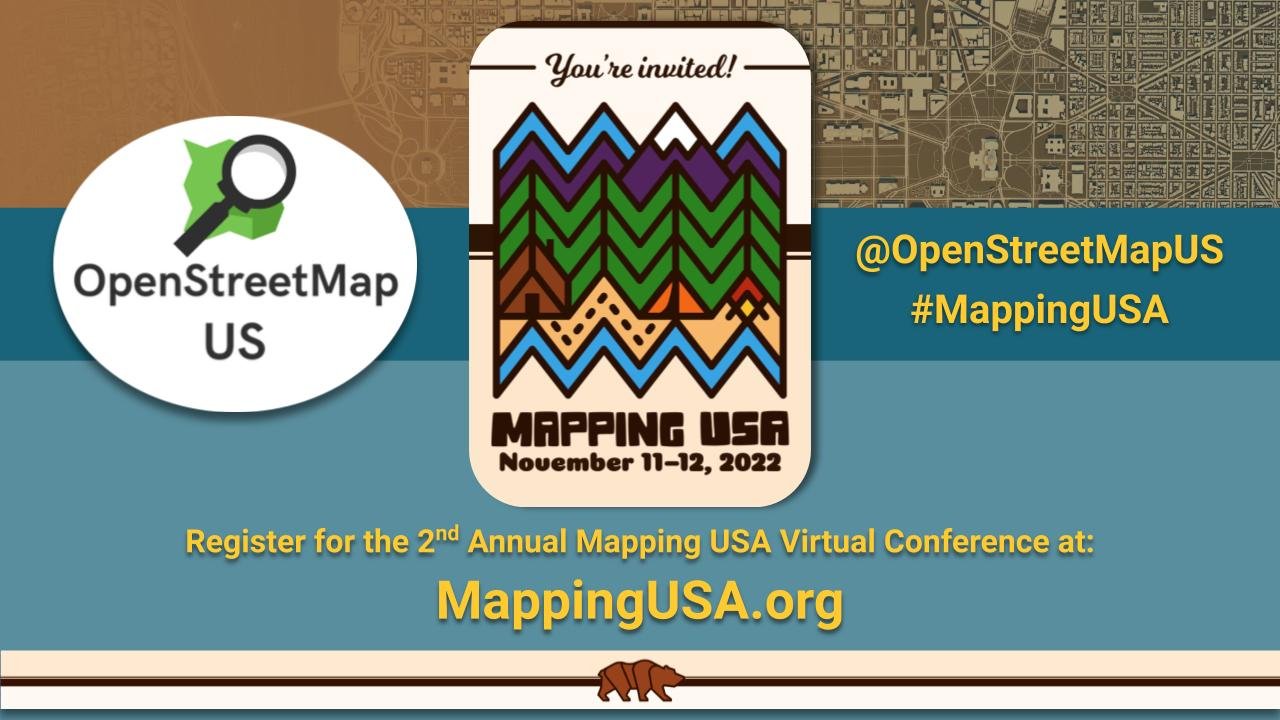 You're invited!
OpenStreetMap
US
@OpenStreetMapUS
#MappingUSA
MAPPING USA
November 11–12, 2022
Register for the 2nd Annual Mapping USA Virtual Conference at:
MappingUSA.org